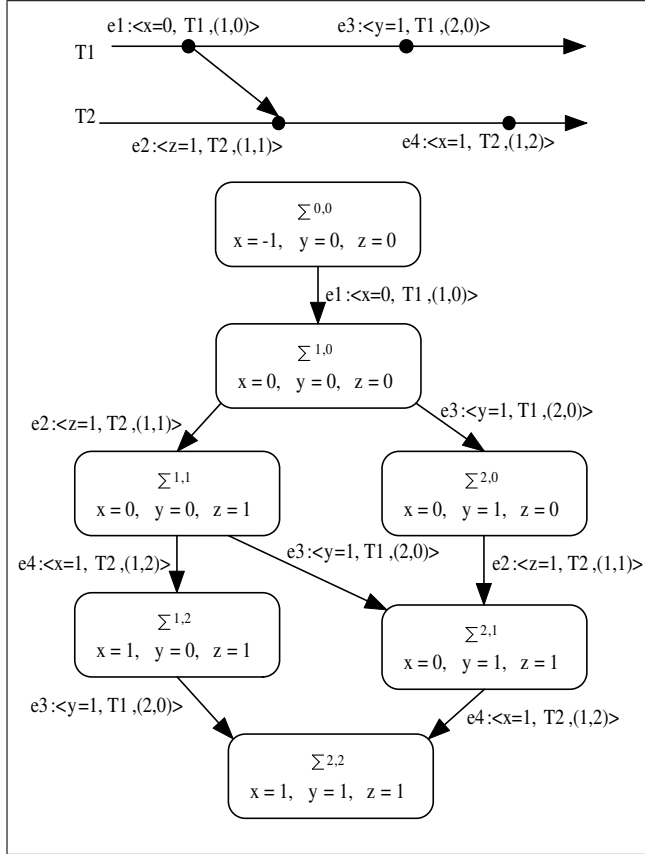 e1:<x=0, T1,(1,0)> e3:<y=1, T1,(2,0)>
T1
T2
e2:<z=1, T2,(1,1)> e4:<x=1, T2,(1,2)>
∑0,0
x = -1, y = 0, z = 0
e1:<x=0, T1,(1,0)>
∑1,0
x = 0, y = 0, z = 0
e2:<z=1, T2,(1,1)> e3:<y=1, T1,(2,0)>
∑1,1 ∑2,0
x = 0, y = 0, z = 1 x = 0, y = 1, z = 0
e4:<x=1, T2,(1,2)> e3:<y=1, T1,(2,0)> e2:<z=1, T2,(1,1)>
∑1,2 ∑2,1
x = 1, y = 0, z = 1 x = 0, y = 1, z = 1
e3:<y=1, T1,(2,0)> e4:<x=1, T2,(1,2)>
∑2,2
x = 1, y = 1, z = 1